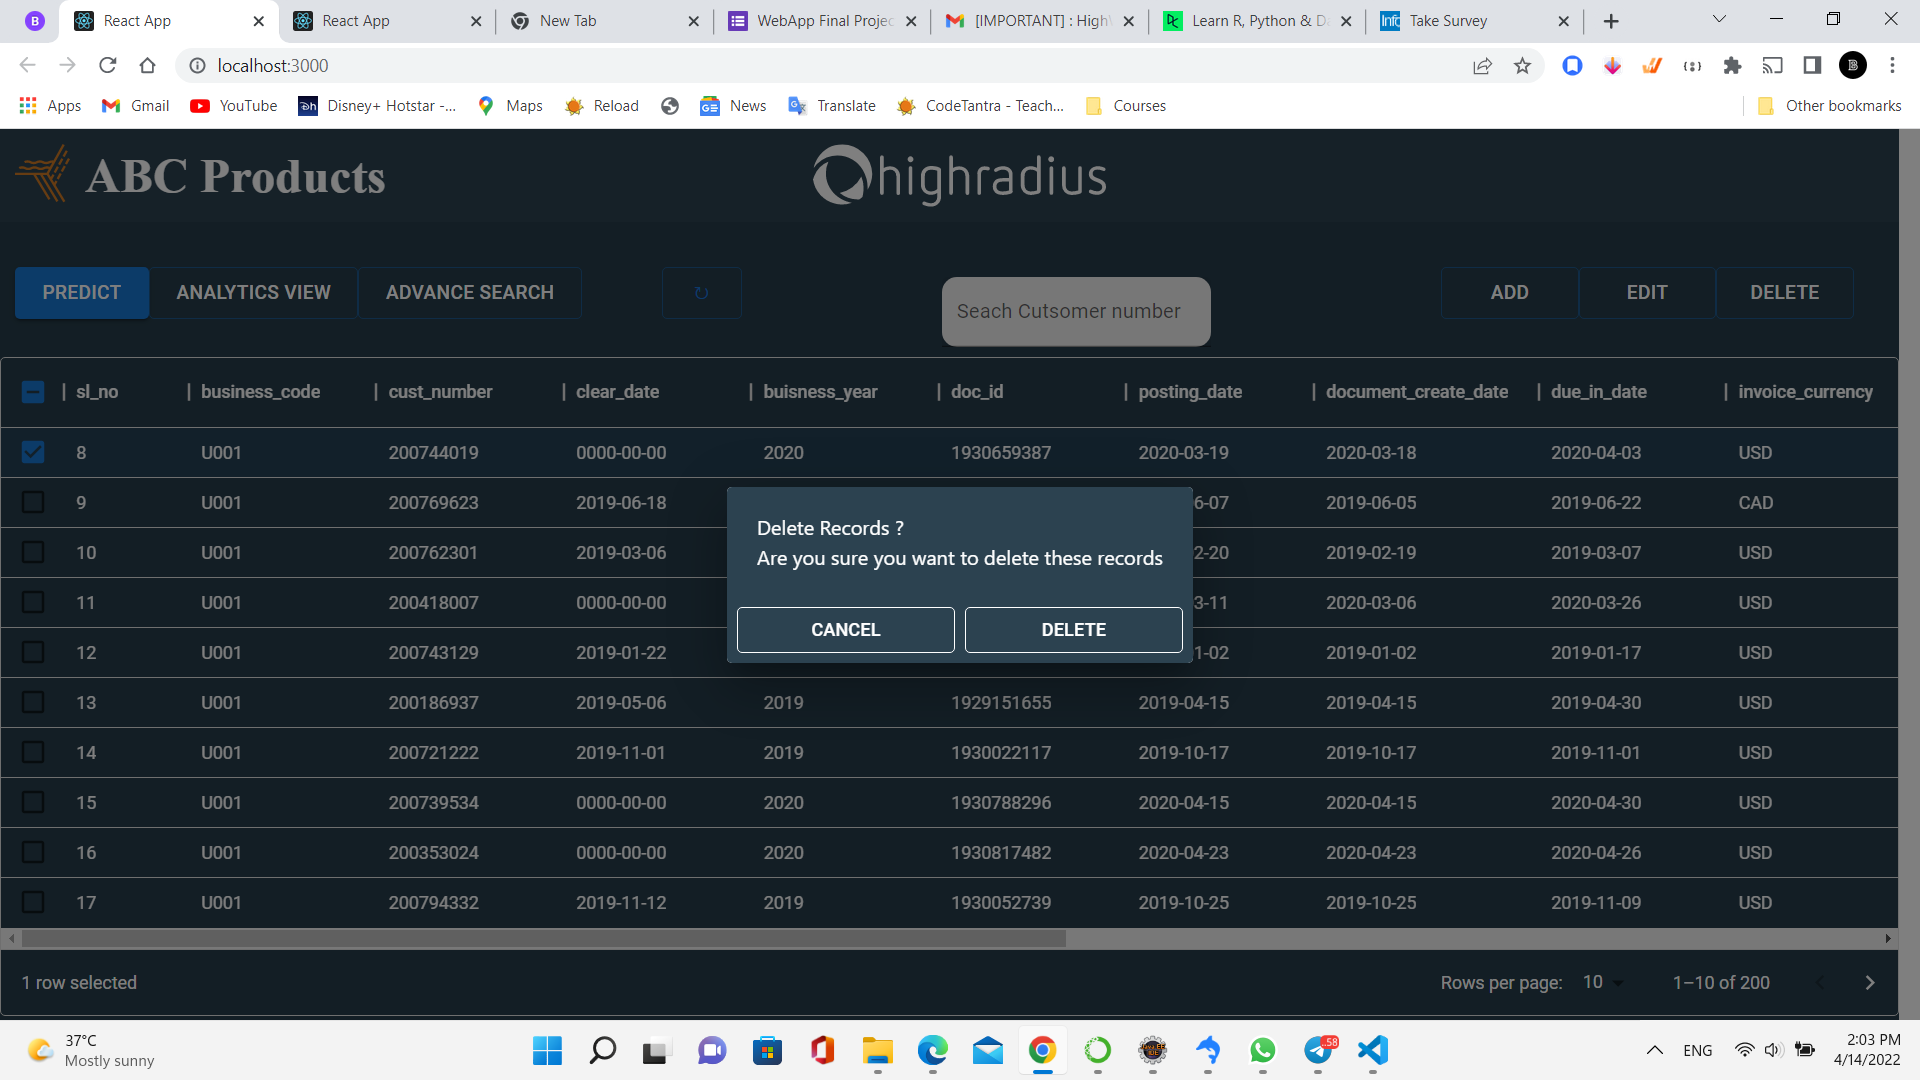 React App React App New Tab WebApp Final Projec [IMPORTANT] : High Learn R, Python & D Take Survey
localhost:3000
Apps Gmail YouTube Disney+ Hotstar -... Maps Reload News Translate CodeTantra - Teach... Courses Other bookmarks
ABC Products highradius
PREDICT ANALYTICS VIEW ADVANCE SEARCH Seach Cutsomer number ADD EDIT DELETE
sl_no business_code cust_number clear_date buisness_year doc_id posting_date document_create_date due_in_date invoice_currency
8 U001 200744019 0000-00-00 2020 1930659387 2020-03-19 2020-03-18 2020-04-03 USD
9 U001 200769623 2019-06-18 6-07 2019-06-05 2019-06-22 CAD
10 U001 200762301 2019-03-06 2-20 2019-02-19 2019-03-07 USD
11 U001 200418007 0000-00-00 3-11 2020-03-06 2020-03-26 USD
12 U001 200743129 2019-01-22 1-02 2019-01-02 2019-01-17 USD
13 U001 200186937 2019-05-06 2019 1929151655 2019-04-15 2019-04-15 2019-04-30 USD
14 U001 200721222 2019-11-01 2019 1930022117 2019-10-17 2019-10-17 2019-11-01 USD
15 U001 200739534 0000-00-00 2020 1930788296 2020-04-15 2020-04-15 2020-04-30 USD
16 U001 200353024 0000-00-00 2020 1930817482 2020-04-23 2020-04-23 2020-04-26 USD
17 U001 200794332 2019-11-12 2019 1930052739 2019-10-25 2019-10-25 2019-11-09 USD
Delete Records ?
Are you sure you want to delete these records
CANCEL DELETE
1 row selected Rows per page: 10 1–10 of 200
37°C
Mostly sunny
58
ENG
2:03 PM
4/14/2022